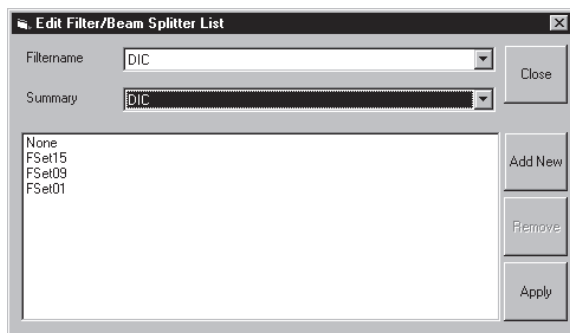 Edit Filter/Beam Splitter List
Filtername DIC
Close
Summary DIC
None
FSet15
FSet09
FSet01
Add New
Remove
Apply